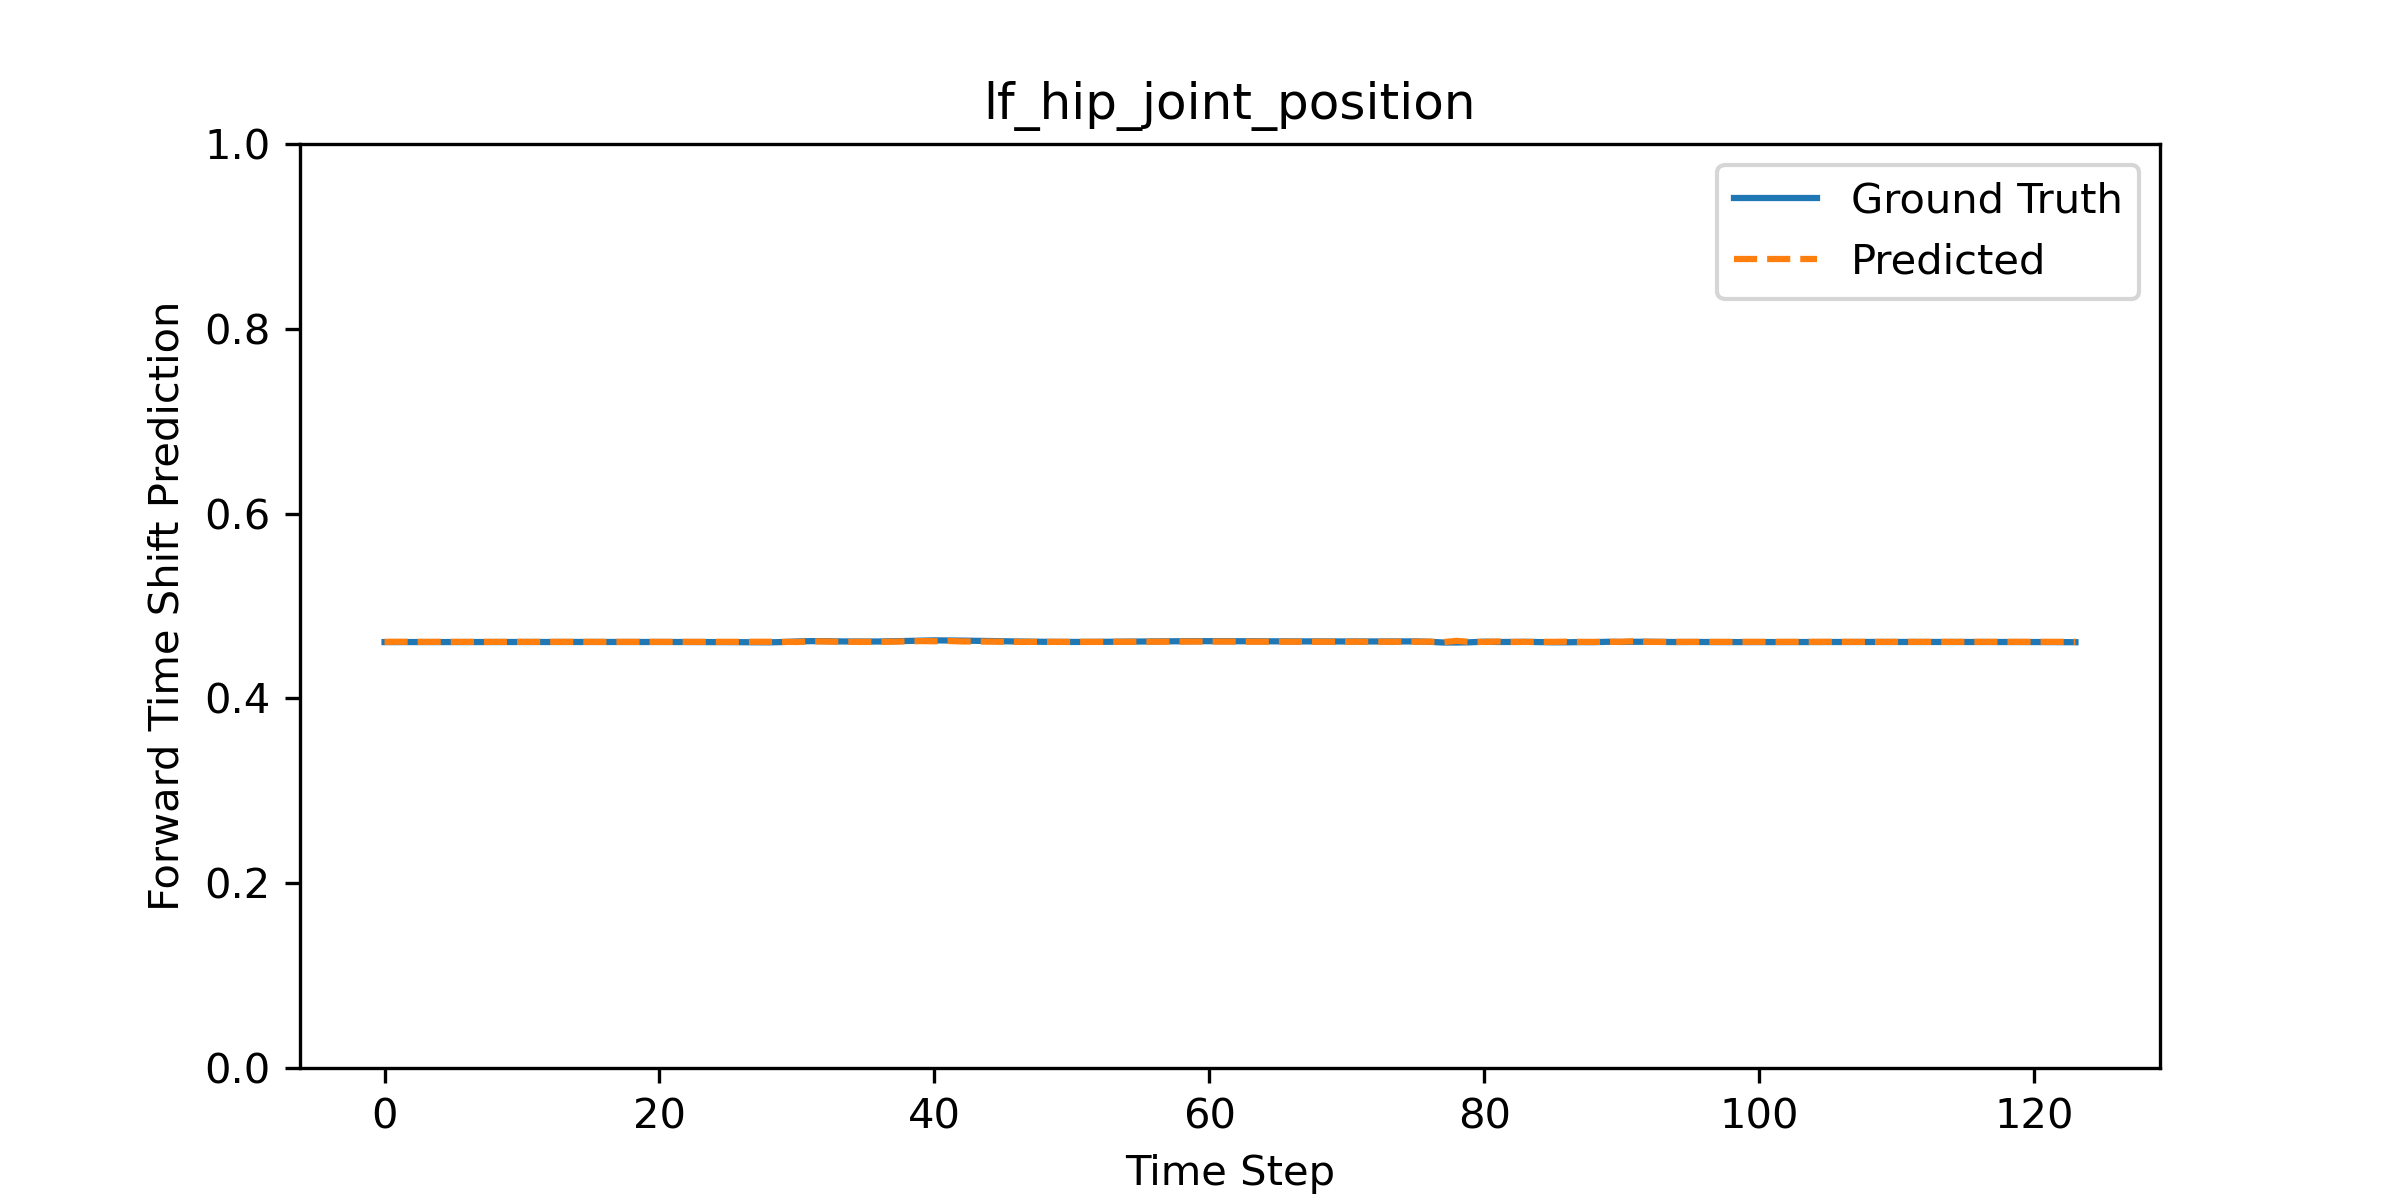 lf_hip_joint_position
1.0
0.8
0.6
0.4
0.2
0.0
Forward Time Shift Prediction
Ground Truth
Predicted
0 20 40 60 80 100 120
Time Step